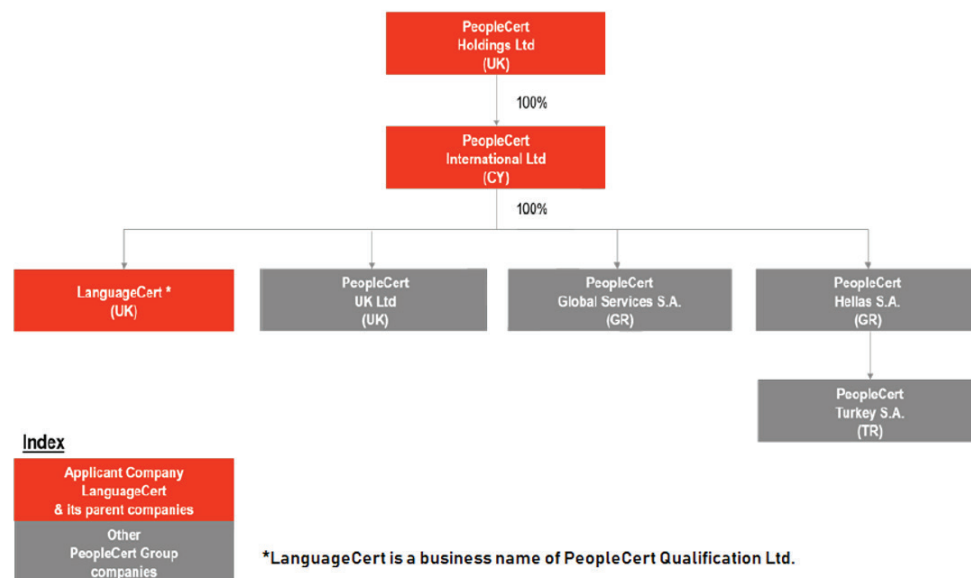 PeopleCert
Holdings Ltd
(UK)
100%
PeopleCert
International Ltd
(CY)
100%
LanguageCert *
(UK)
PeopleCert
UK Ltd
(UK)
PeopleCert
Global Services S.A.
(GR)
PeopleCert
Hellas S.A.
(GR)
PeopleCert
Turkey S.A.
(TR)
Index
Applicant Company
LanguageCert
& its parent companies
Other
PeopleCert Group
companies
*LanguageCert is a business name of PeopleCert Qualification Ltd.